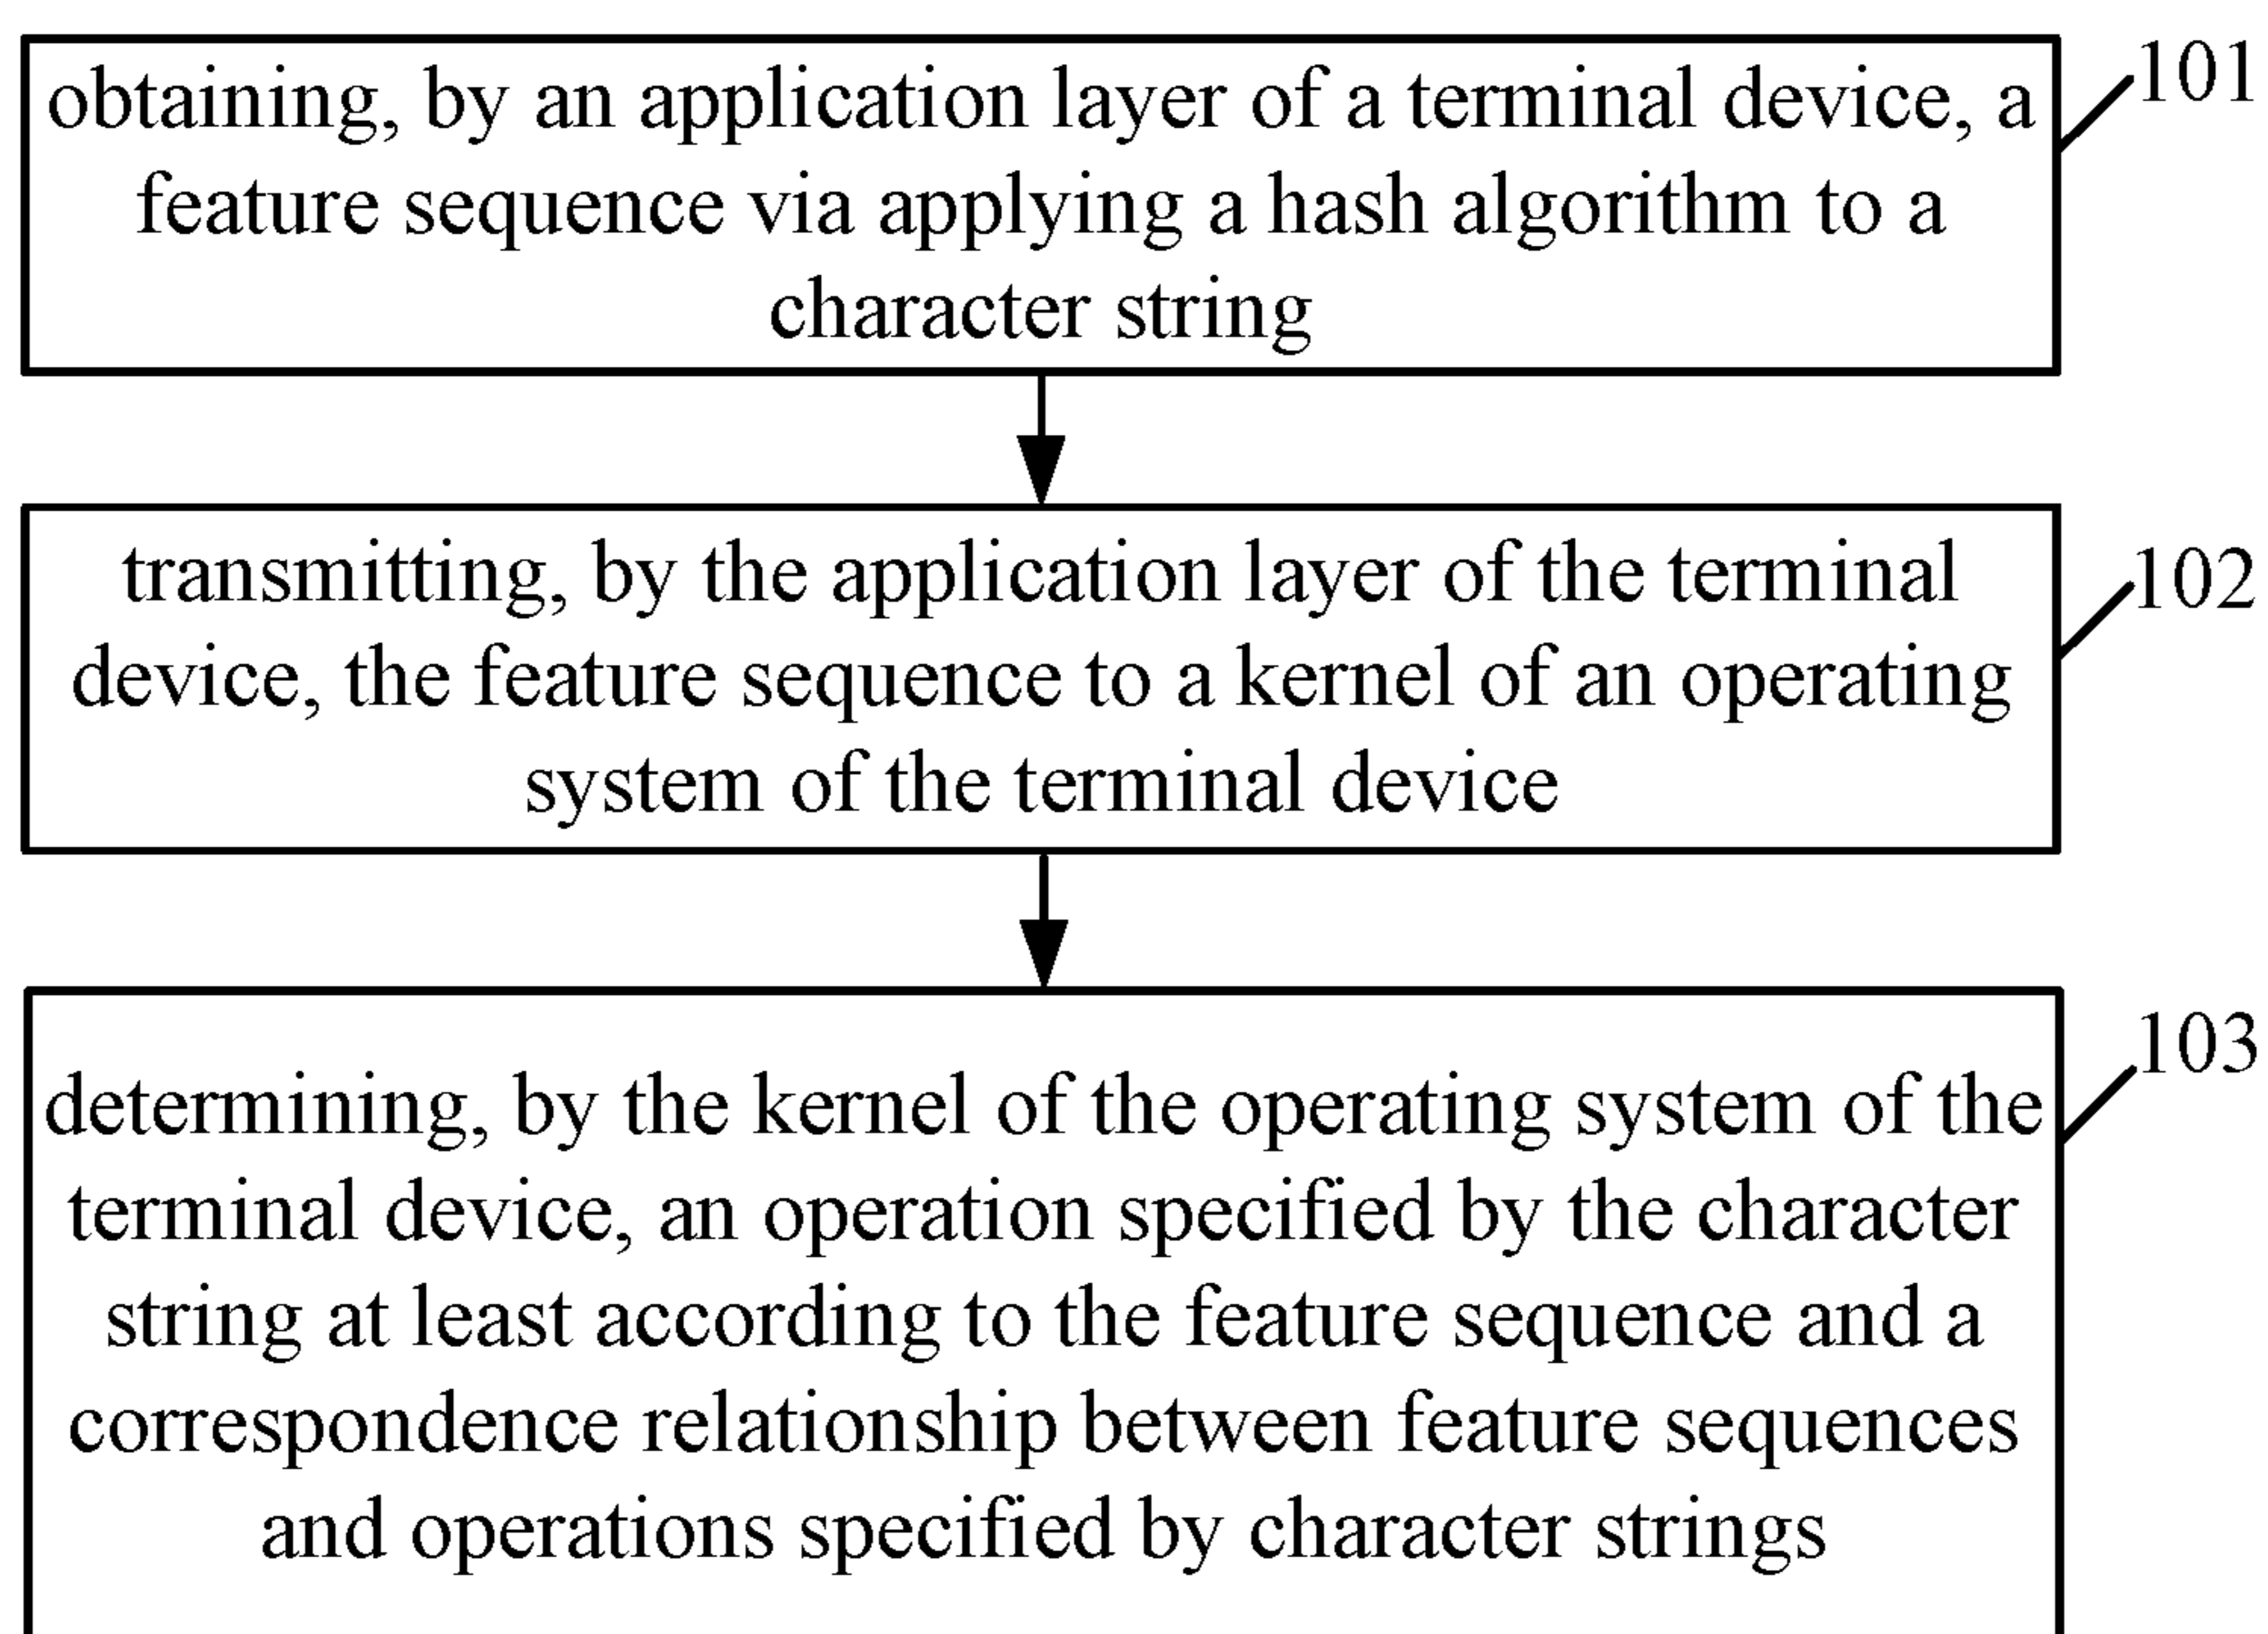 obtaining, by an application layer of a terminal device, a
feature sequence via applying a hash algorithm to a
character string
101
transmitting, by the application layer of the terminal
device, the feature sequence to a kernel of an operating
system of the terminal device
102
determining, by the kernel of the operating system of the
terminal device, an operation specified by the character
string at least according to the feature sequence and a
correspondence relationship between feature sequences
and operations specified by character strings
103